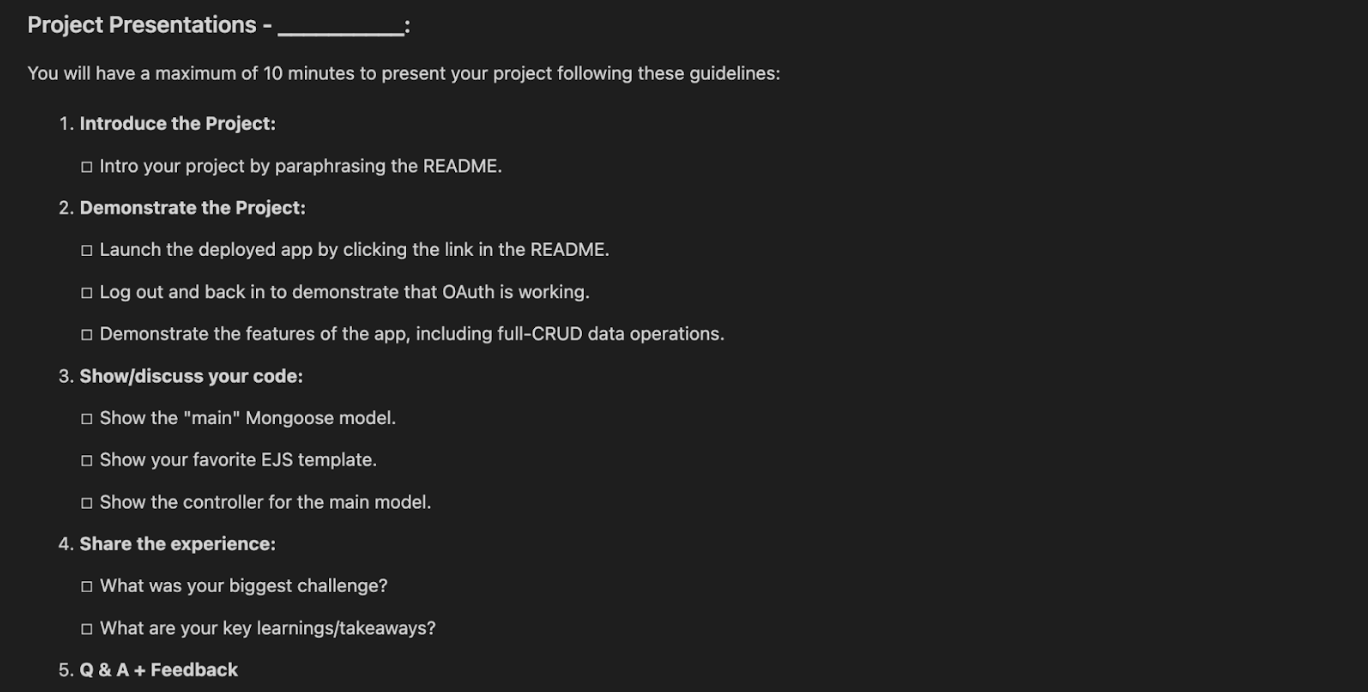 Project Presentations - __________:
You will have a maximum of 10 minutes to present your project following these guidelines:
1. Introduce the Project:
☐ Intro your project by paraphrasing the README.
2. Demonstrate the Project:
☐ Launch the deployed app by clicking the link in the README.
☐ Log out and back in to demonstrate that OAuth is working.
☐ Demonstrate the features of the app, including full-CRUD data operations.
3. Show/discuss your code:
☐ Show the "main" Mongoose model.
☐ Show your favorite EJS template.
☐ Show the controller for the main model.
4. Share the experience:
☐ What was your biggest challenge?
☐ What are your key learnings/takeaways?
5. Q & A + Feedback